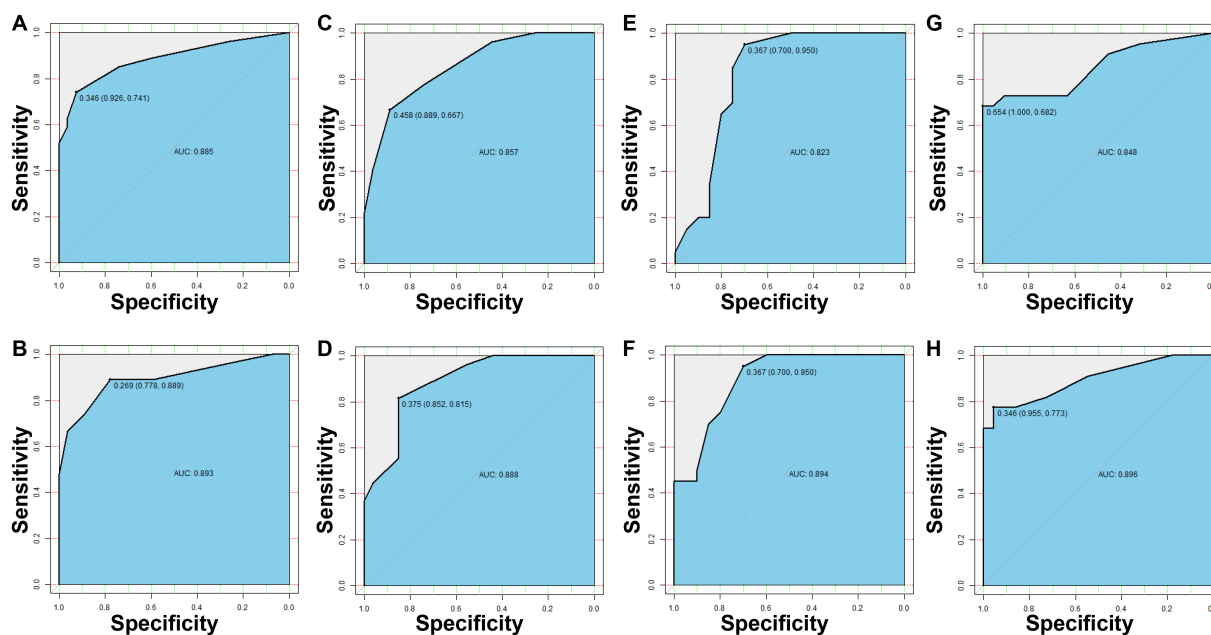 A
Sensitivity
1.0
0.8
0.6
0.4
0.2
0.0
0.346 (0.926, 0.741)
AUC: 0.885
1.0 0.8 0.6 0.4 0.2 0.0
Specificity
C
Sensitivity
1.0
0.8
0.6
0.4
0.2
0.0
0.458 (0.889, 0.667)
AUC: 0.857
1.0 0.8 0.6 0.4 0.2 0.0
Specificity
E
Sensitivity
1.0
0.8
0.6
0.4
0.2
0.0
0.367 (0.700, 0.950)
AUC: 0.823
1.0 0.8 0.6 0.4 0.2 0.0
Specificity
G
Sensitivity
1.0
0.8
0.6
0.4
0.2
0.0
0.654 (1.000, 0.682)
AUC: 0.848
1.0 0.8 0.6 0.4 0.2 0.0
Specificity
B
Sensitivity
1.0
0.8
0.6
0.4
0.2
0.0
0.269 (0.778, 0.889)
AUC: 0.893
1.0 0.8 0.6 0.4 0.2 0.0
Specificity
D
Sensitivity
1.0
0.8
0.6
0.4
0.2
0.0
0.375 (0.852, 0.815)
AUC: 0.888
1.0 0.8 0.6 0.4 0.2 0.0
Specificity
F
Sensitivity
1.0
0.8
0.6
0.4
0.2
0.0
0.367 (0.700, 0.950)
AUC: 0.894
1.0 0.8 0.6 0.4 0.2 0.0
Specificity
H
Sensitivity
1.0
0.8
0.6
0.4
0.2
0.0
0.346 (0.955, 0.773)
AUC: 0.896
1.0 0.8 0.6 0.4 0.2 0.0
Specificity